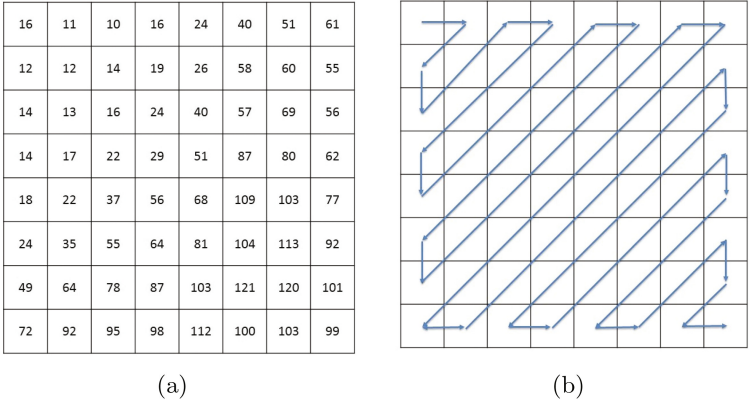 16 11 10 16 24 40 51 61
12 12 14 19 26 58 60 55
14 13 16 24 40 57 69 56
14 17 22 29 51 87 80 62
18 22 37 56 68 109 103 77
24 35 55 64 81 104 113 92
49 64 78 87 103 121 120 101
72 92 95 98 112 100 103 99
(a) (b)